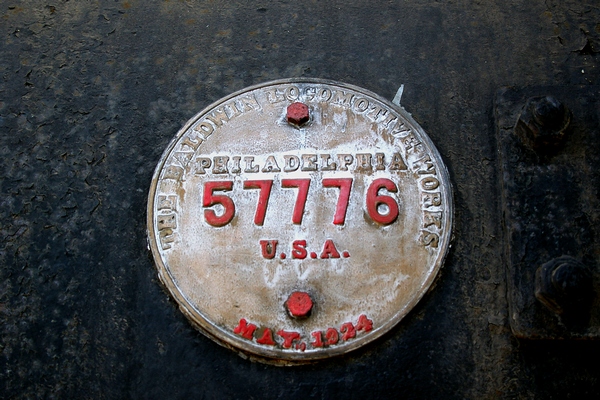 THE BALDWIN LOCOMOTIVE WORKS
PHILADELPHIA
57776
U.S.A.
MAY, 1924